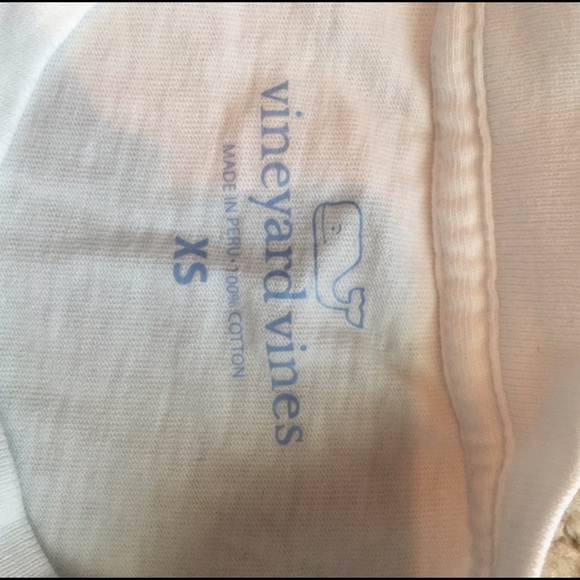 vineyard vines
MADE IN PERU · 100% COTTON
XS